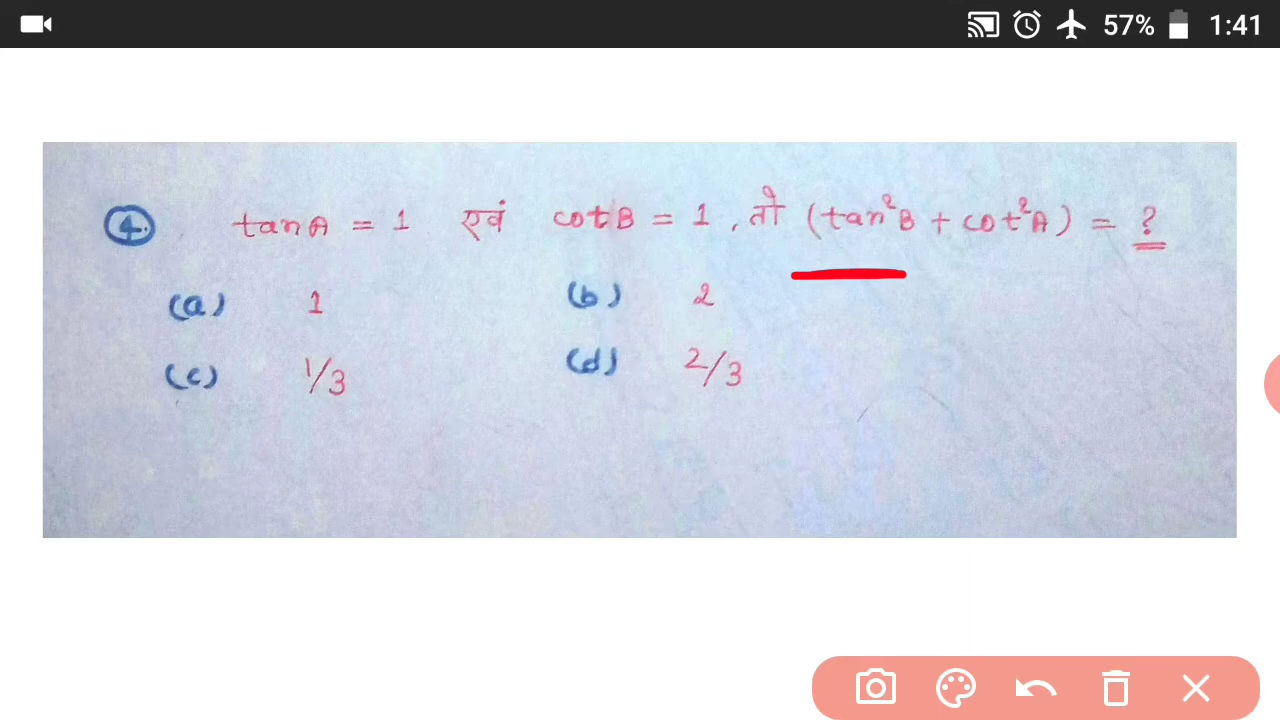 57% 1:41
4. tanA = 1 एवं cotB = 1, तो (tan²B + cot²A) = ?
(a) 1 (b) 2
(c) 1/3 (d) 2/3